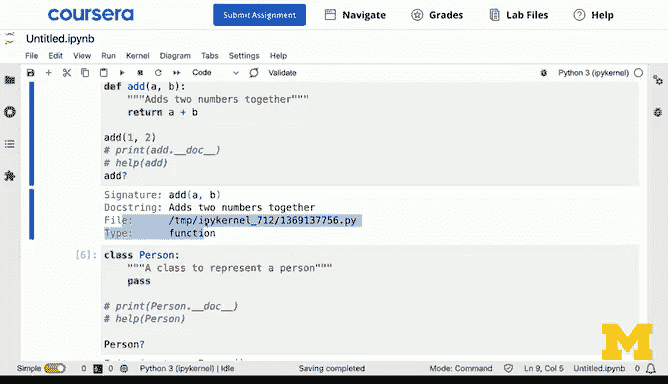 coursera
Submit Assignment
Navigate
Grades
Lab Files
Help
Untitled.ipynb
File Edit View Run Kernel Diagram Tabs Settings Help
Code Validate Python 3 (ipykernel)
def add(a, b):
"""Adds two numbers together"""
return a + b
add(1, 2)
# print(add.__doc__)
# help(add)
add?
Signature: add(a, b)
Docstring: Adds two numbers together
File: /tmp/ipykernel_712/1369137756.py
Type: function
[6]: class Person:
"""A class to represent a person"""
pass
# print(Person.__doc__)
# help(Person)
Person?
M
Simple 0 0 Python 3 (ipykernel) | Idle Saving completed Mode: Command Ln 9, Col 5 Untitled.ipynb 0